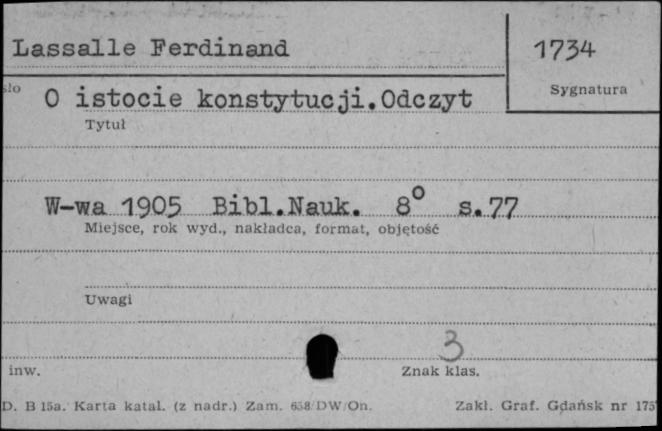 Lassalle Ferdinand
1734
Sygnatura
sło
O istocie konstytucji.Odczyt
Tytuł
W-wa 1905 Bibl.Nauk. 8° s.77
Miejsce, rok wyd., nakładca, format, objętość
Uwagi
3
inw.
Znak klas.
D. B 15a. Karta katal. (z nadr.) Zam. 658/DW/On.
Zakł. Graf. Gdańsk nr 175